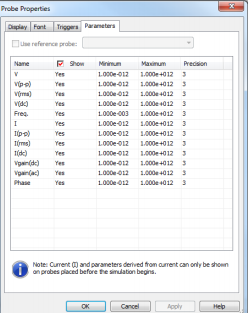 Probe Properties
Display Font Triggers Parameters
Use reference probe:
Name Show Minimum Maximum Precision
V Yes 1.000e-012 1.000e+012 3
V(p-p) Yes 1.000e-012 1.000e+012 3
V(rms) Yes 1.000e-012 1.000e+012 3
V(dc) Yes 1.000e-012 1.000e+012 3
Freq. Yes 1.000e-003 1.000e+012 3
I Yes 1.000e-012 1.000e+012 3
I(p-p) Yes 1.000e-012 1.000e+012 3
I(rms) Yes 1.000e-012 1.000e+012 3
I(dc) Yes 1.000e-012 1.000e+012 3
Vgain(dc) Yes 1.000e-012 1.000e+012 3
Vgain(ac) Yes 1.000e-012 1.000e+012 3
Phase Yes 1.000e-012 1.000e+012 3
Note: Current (I) and parameters derived from current can only be shown
on probes placed before the simulation begins.
OK Cancel Apply Help